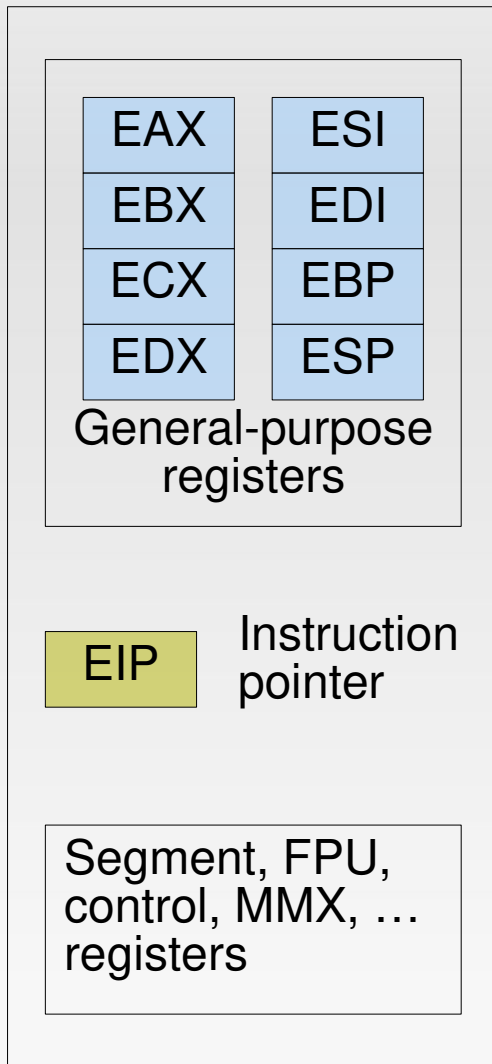 EAX
EBX
ECX
EDX
ESI
EDI
EBP
ESP
General-purpose
registers
EIP
Instruction
pointer
Segment, FPU,
control, MMX, …
registers